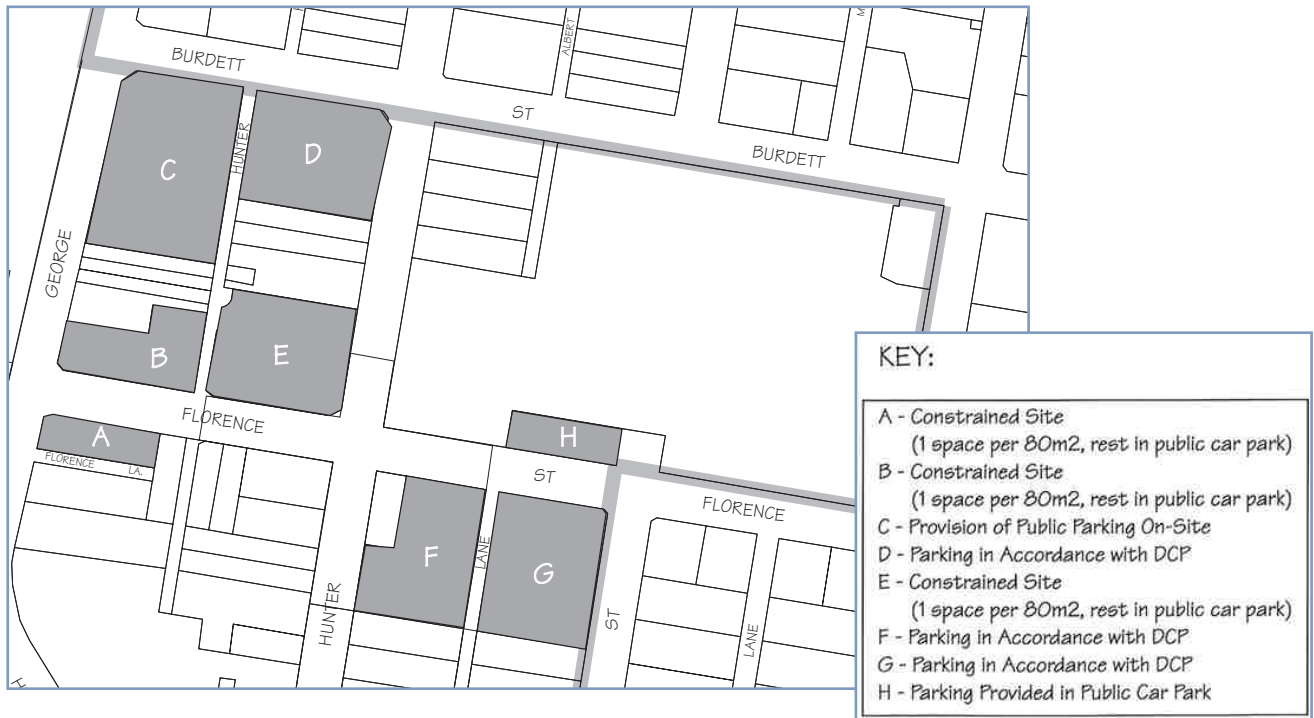 BURDETT
ALBERT
M
ST
BURDETT
C
HUNTER
D
GEORGE
B
E
FLORENCE
A
FLORENCE LA.
H
ST
FLORENCE
F
LANE
G
HUNTER
ST
LANE
H
KEY:
A - Constrained Site
(1 space per 80m2, rest in public car park)
B - Constrained Site
(1 space per 80m2, rest in public car park)
C - Provision of Public Parking On-Site
D - Parking in Accordance with DCP
E - Constrained Site
(1 space per 80m2, rest in public car park)
F - Parking in Accordance with DCP
G - Parking in Accordance with DCP
H - Parking Provided in Public Car Park